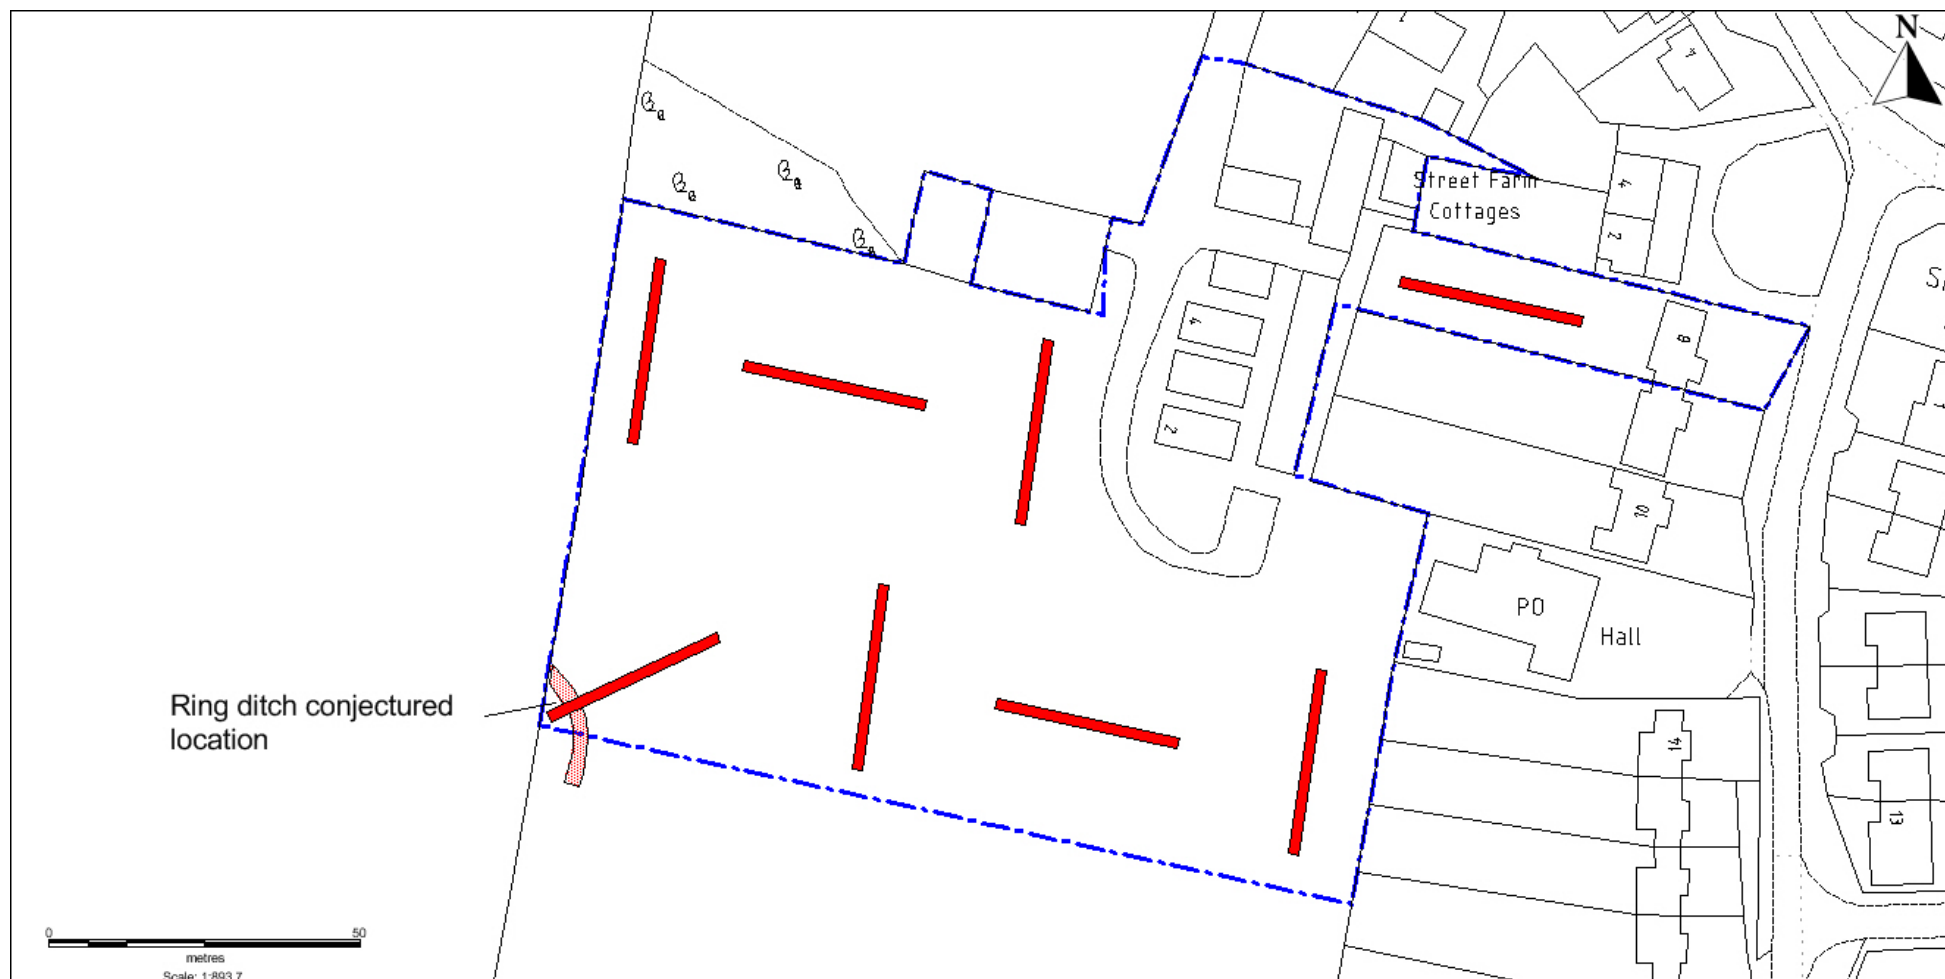 N
Street Farm
Cottages
4
2
4
2
PO
Hall
10
14
13
Ring ditch conjectured
location
0 50
metres
Scale: 1:893.7